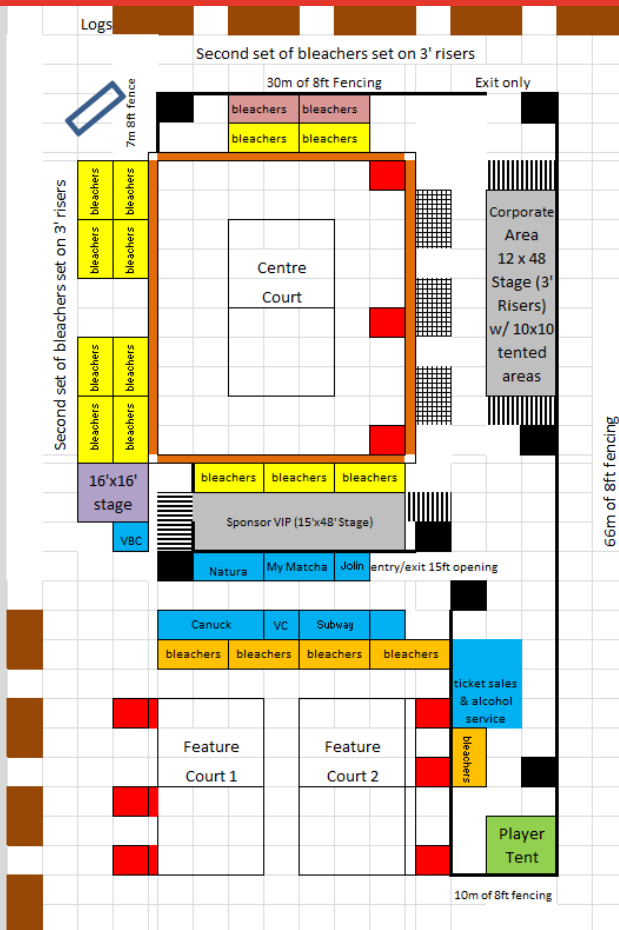 Logs
Second set of bleachers set on 3' risers
30m of 8ft Fencing
Exit only
7m 8ft fence
bleachers
bleachers
bleachers
bleachers
Second set of bleachers set on 3' risers
bleachers
bleachers
bleachers
bleachers
bleachers
bleachers
bleachers
bleachers
Centre
Court
Corporate
Area
12 x 48
Stage (3'
Risers)
w/ 10x10
tented
areas
66m of 8ft fencing
16'x16'
stage
bleachers
bleachers
bleachers
Sponsor VIP (15'x48' Stage)
VBC
Natura
My Matcha
Jolin
entry/exit 15ft opening
Canuck
VC
Subway
bleachers
bleachers
bleachers
bleachers
ticket sales
& alcohol
service
bleachers
Feature
Court 1
Feature
Court 2
Player
Tent
10m of 8ft fencing